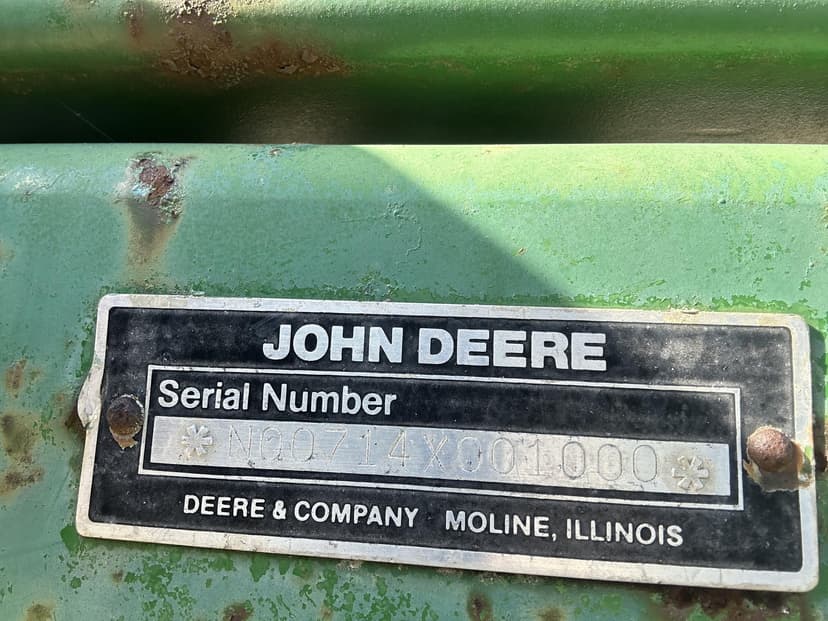 JOHN DEERE
Serial Number
* N00714X001000 *
DEERE & COMPANY MOLINE, ILLINOIS